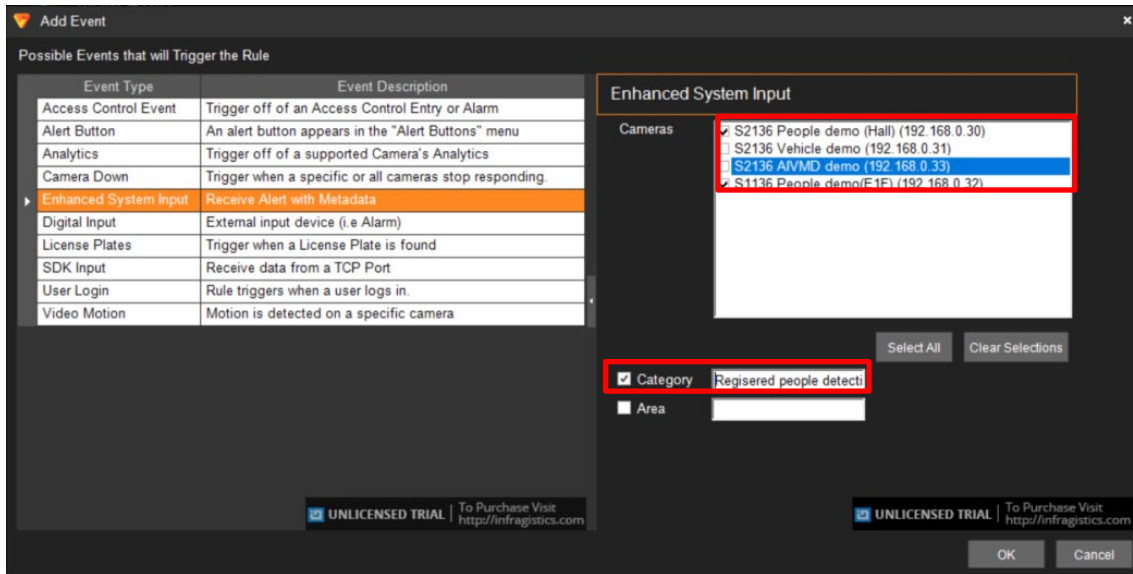 Add Event
Possible Events that will Trigger the Rule
Event Type Event Description
Access Control Event Trigger off of an Access Control Entry or Alarm
Alert Button An alert button appears in the "Alert Buttons" menu
Analytics Trigger off of a supported Camera's Analytics
Camera Down Trigger when a specific or all cameras stop responding.
Enhanced System Input Receive Alert with Metadata
Digital Input External input device (i.e Alarm)
License Plates Trigger when a License Plate is found
SDK Input Receive data from a TCP Port
User Login Rule triggers when a user logs in.
Video Motion Motion is detected on a specific camera
UNLICENSED TRIAL To Purchase Visit
http://infragistics.com
Enhanced System Input
Cameras
S2136 People demo (Hall) (192.168.0.30)
S2136 Vehicle demo (192.168.0.31)
S2136 AIVMD demo (192.168.0.33)
S1136 People demo(E1F) (192.168.0.32)
Select All Clear Selections
Category Regisered people detecti
Area
UNLICENSED TRIAL To Purchase Visit
http://infragistics.com
OK Cancel